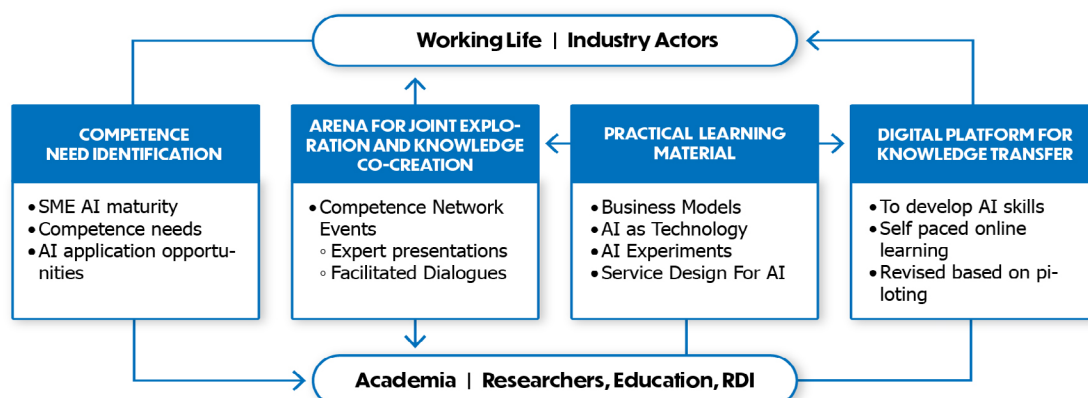 Working Life | Industry Actors
COMPETENCE
NEED IDENTIFICATION
• SME AI maturity
• Competence needs
• AI application opportu-
nities
ARENA FOR JOINT EXPLO-
RATION AND KNOWLEDGE
CO-CREATION
• Competence Network
Events
◦ Expert presentations
◦ Facilitated Dialogues
PRACTICAL LEARNING
MATERIAL
• Business Models
• AI as Technology
• AI Experiments
• Service Design For AI
DIGITAL PLATFORM FOR
KNOWLEDGE TRANSFER
• To develop AI skills
• Self paced online
learning
• Revised based on pi-
loting
Academia | Researchers, Education, RDI